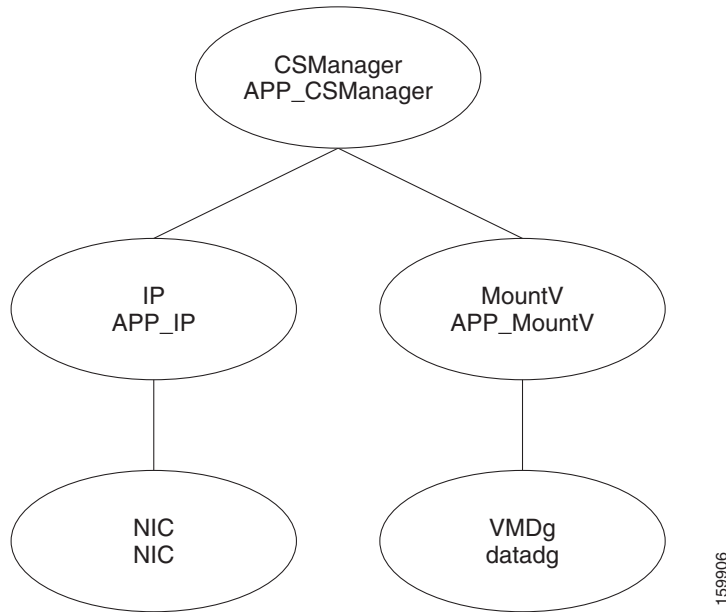 CSManager
APP_CSManager
IP
APP_IP
MountV
APP_MountV
NIC
NIC
VMDg
datadg
159906